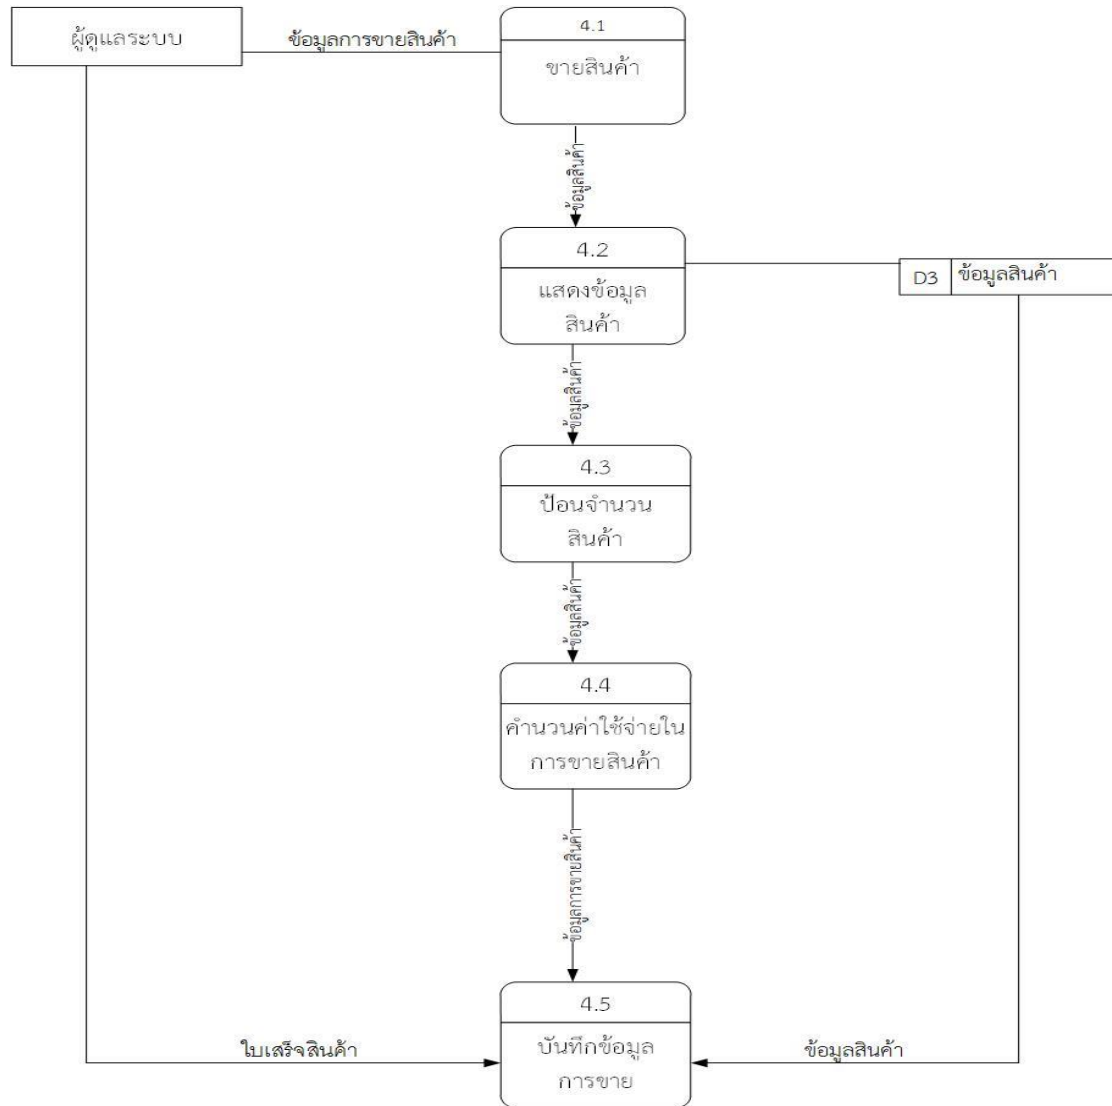 ผู้ดูแลระบบ
ข้อมูลการขายสินค้า
4.1
ขายสินค้า
ข้อมูลสินค้า
4.2
แสดงข้อมูล
สินค้า
D3
ข้อมูลสินค้า
ข้อมูลสินค้า
4.3
ป้อนจำนวน
สินค้า
ข้อมูลสินค้า
4.4
คำนวนค่าใช้จ่ายใน
การขายสินค้า
ข้อมูลการขายสินค้า
4.5
บันทึกข้อมูล
การขาย
ใบเสร็จสินค้า
ข้อมูลสินค้า